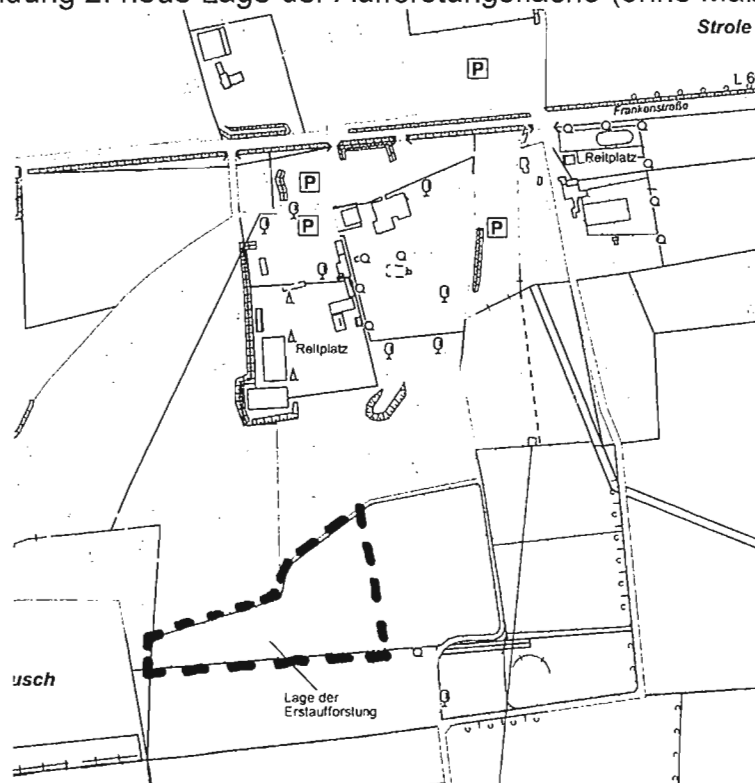 Strole
P
L 6
Frankenstraße
Reitplatz
P
P
P
Reitplatz
usch
Lage der
Erstaufforstung